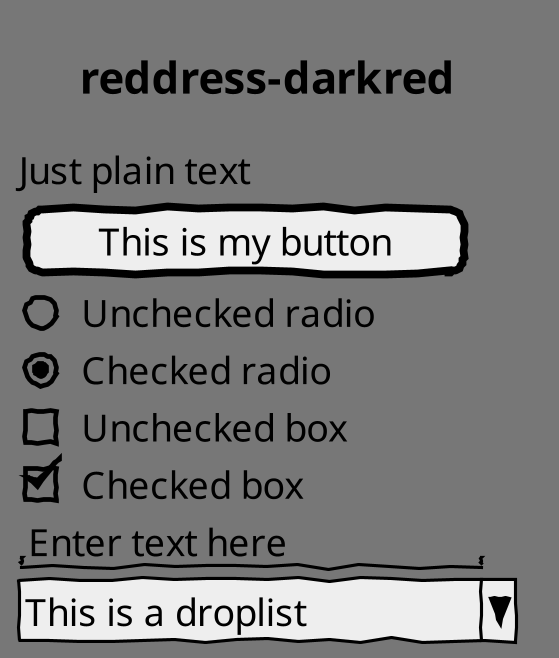 reddress-darkred
Just plain text
This is my button
Unchecked radio
Checked radio
Unchecked box
Checked box
Enter text here
This is a droplist